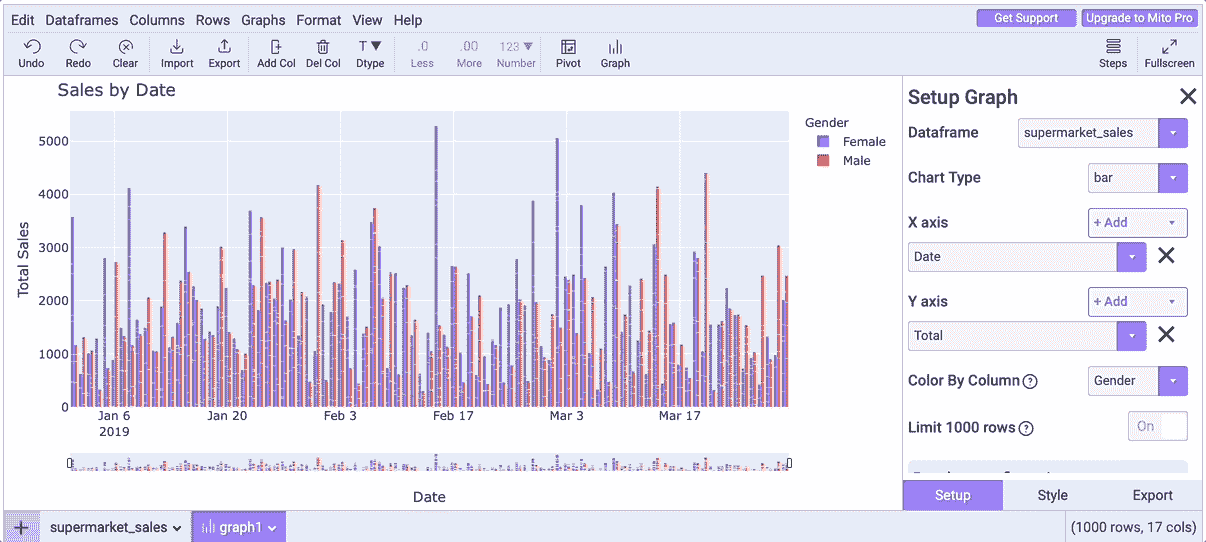 Edit Dataframes Columns Rows Graphs Format View Help Get Support Upgrade to Mito Pro
T .0 .00 123
Undo Redo Clear Import Export Add Col Del Col Dtype Less More Number Pivot Graph Steps Fullscreen
Sales by Date
Setup Graph
Dataframe supermarket_sales
Chart Type bar
X axis + Add
Date
Y axis + Add
Total
Color By Column ? Gender
Limit 1000 rows ? On
Gender
Female
Male
Total Sales
5000
4000
3000
2000
1000
0
Jan 6 Jan 20 Feb 3 Feb 17 Mar 3 Mar 17
2019
Date
Setup Style Export
+ supermarket_sales graph1 (1000 rows, 17 cols)